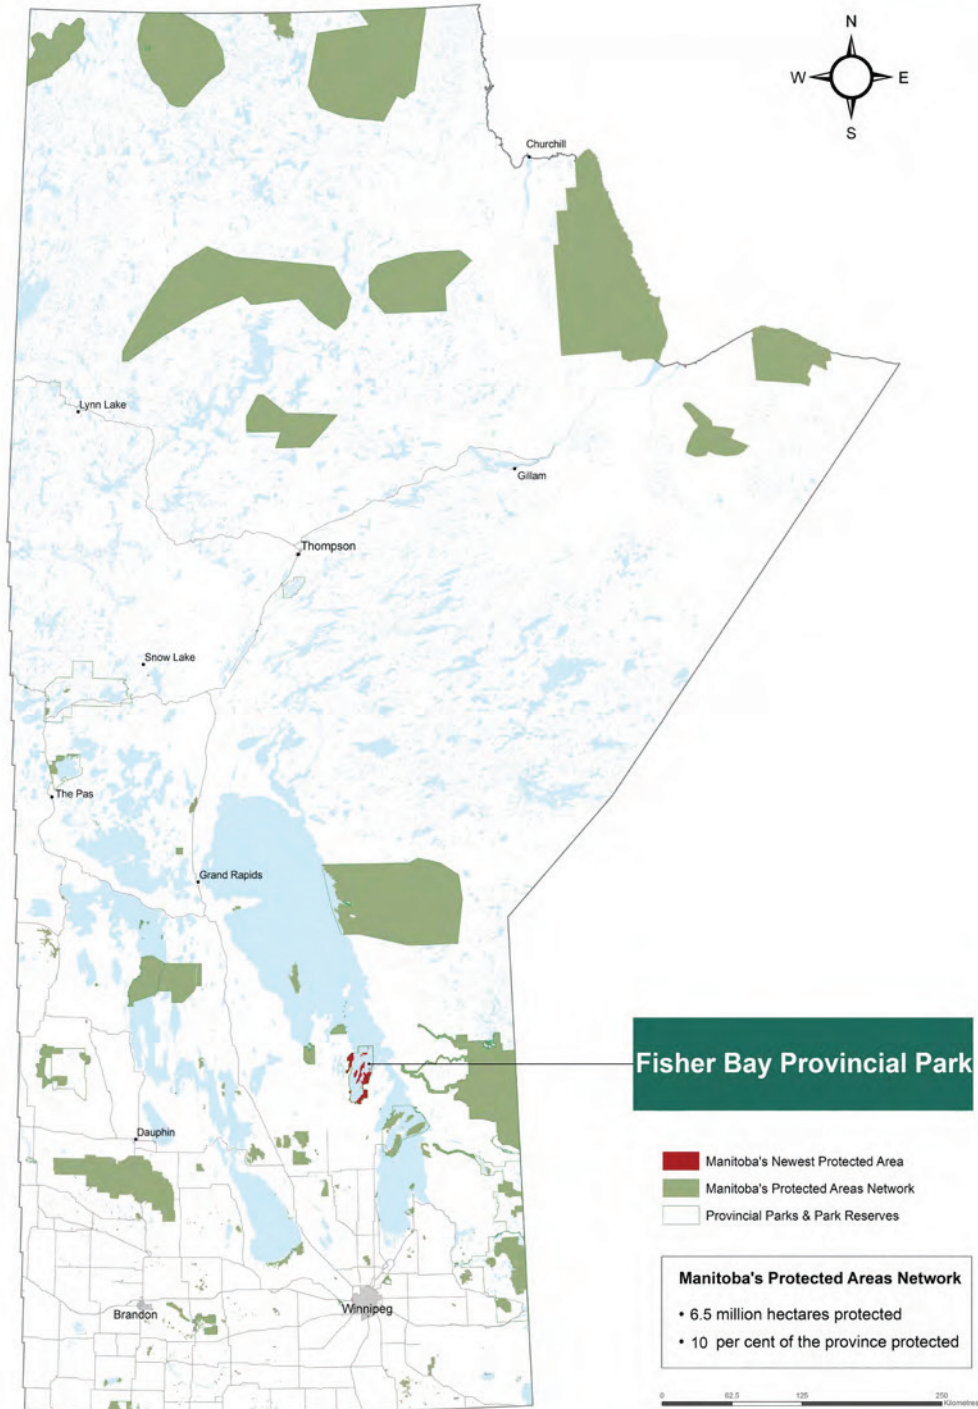 N
W E
S
Churchill
Lynn Lake
Gillam
Thompson
Snow Lake
The Pas
Grand Rapids
Fisher Bay Provincial Park
Dauphin
Manitoba's Newest Protected Area
Manitoba's Protected Areas Network
Provincial Parks & Park Reserves
Brandon
Winnipeg
Manitoba's Protected Areas Network
• 6.5 million hectares protected
• 10 per cent of the province protected
0 62.5 125 250
Kilometres